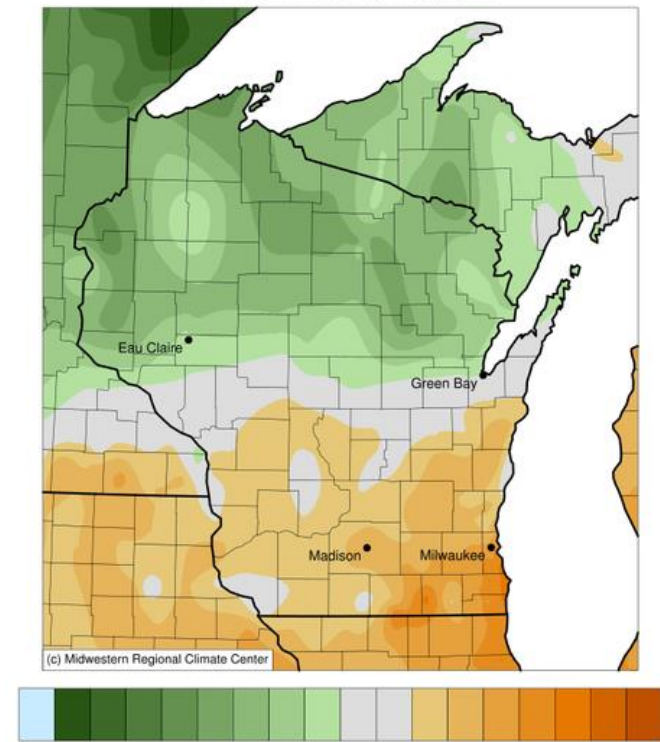 Eau Claire
Green Bay
Madison
Milwaukee
(c) Midwestern Regional Climate Center